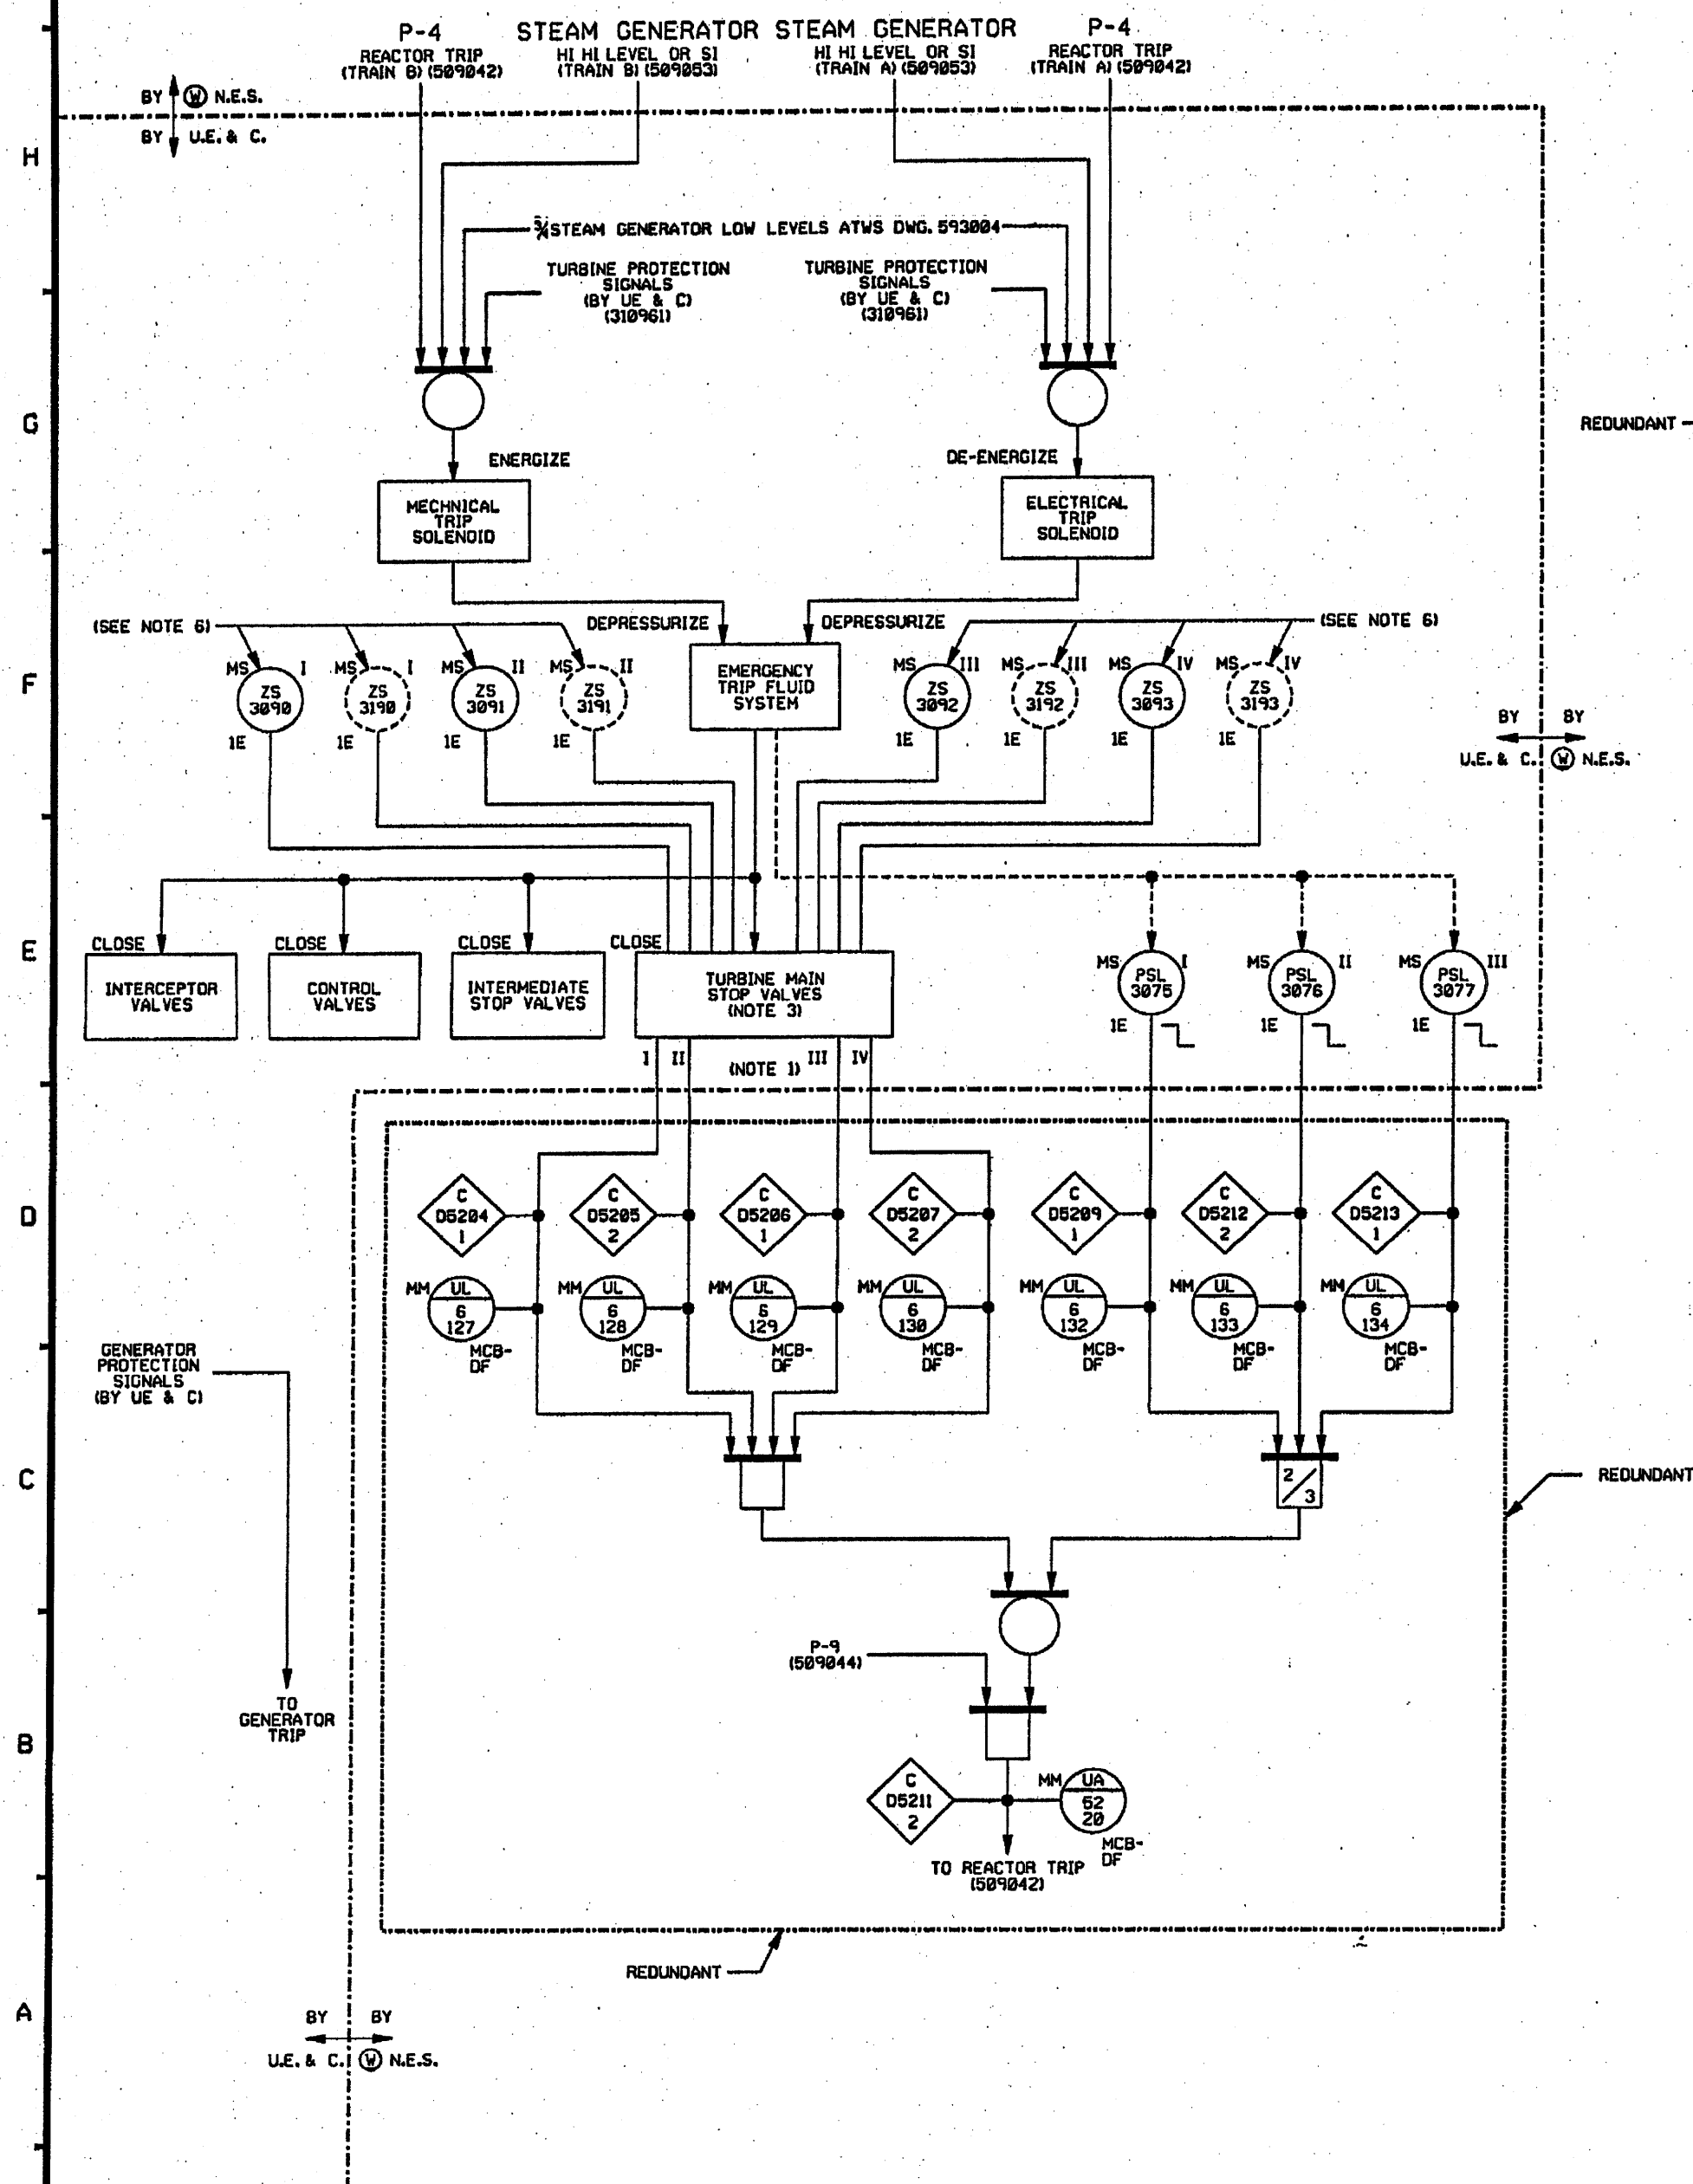 P-4
REACTOR TRIP
(TRAIN B) (509042)
STEAM GENERATOR
HI HI LEVEL OR SI
(TRAIN B) (509053)
STEAM GENERATOR
HI HI LEVEL OR SI
(TRAIN A) (509053)
P-4
REACTOR TRIP
(TRAIN A) (509042)
BY W N.E.S.
BY U.E. & C.
H
STEAM GENERATOR LOW LEVELS ATWS DWG. 593004
TURBINE PROTECTION
SIGNALS
(BY UE & C)
(310961)
TURBINE PROTECTION
SIGNALS
(BY UE & C)
(310961)
G
REDUNDANT
ENERGIZE
DE-ENERGIZE
MECHNICAL
TRIP
SOLENOID
ELECTRICAL
TRIP
SOLENOID
(SEE NOTE 6)
DEPRESSURIZE
DEPRESSURIZE
(SEE NOTE 6)
F
MS I
ZS
3090
1E
MS I
ZS
3190
1E
MS II
ZS
3091
1E
MS II
ZS
3191
1E
EMERGENCY
TRIP FLUID
SYSTEM
MS III
ZS
3092
1E
MS III
ZS
3192
1E
MS IV
ZS
3093
1E
MS IV
ZS
3193
1E
BY BY
U.E. & C. W N.E.S.
E
CLOSE
INTERCEPTOR
VALVES
CLOSE
CONTROL
VALVES
CLOSE
INTERMEDIATE
STOP VALVES
CLOSE
TURBINE MAIN
STOP VALVES
(NOTE 3)
MS I
PSL
3075
1E
MS II
PSL
3076
1E
MS III
PSL
3077
1E
I II (NOTE 1) III IV
D
C
D5204
1
C
D5205
2
C
D5206
1
C
D5207
2
C
D5209
1
C
D5212
2
C
D5213
1
MM UL
6
127
MCB-
DF
MM UL
6
128
MCB-
DF
MM UL
6
129
MCB-
DF
MM UL
6
130
MCB-
DF
MM UL
6
132
MCB-
DF
MM UL
6
133
MCB-
DF
MM UL
6
134
MCB-
DF
GENERATOR
PROTECTION
SIGNALS
(BY UE & C)
C
2/3
REDUNDANT
P-9
(509044)
TO
GENERATOR
TRIP
B
C
D5211
2
MM UA
52
20
MCB-
DF
TO REACTOR TRIP
(509042)
REDUNDANT
A
BY BY
U.E. & C. W N.E.S.